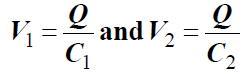 V₁ = Q/C₁ and V₂ = Q/C₂